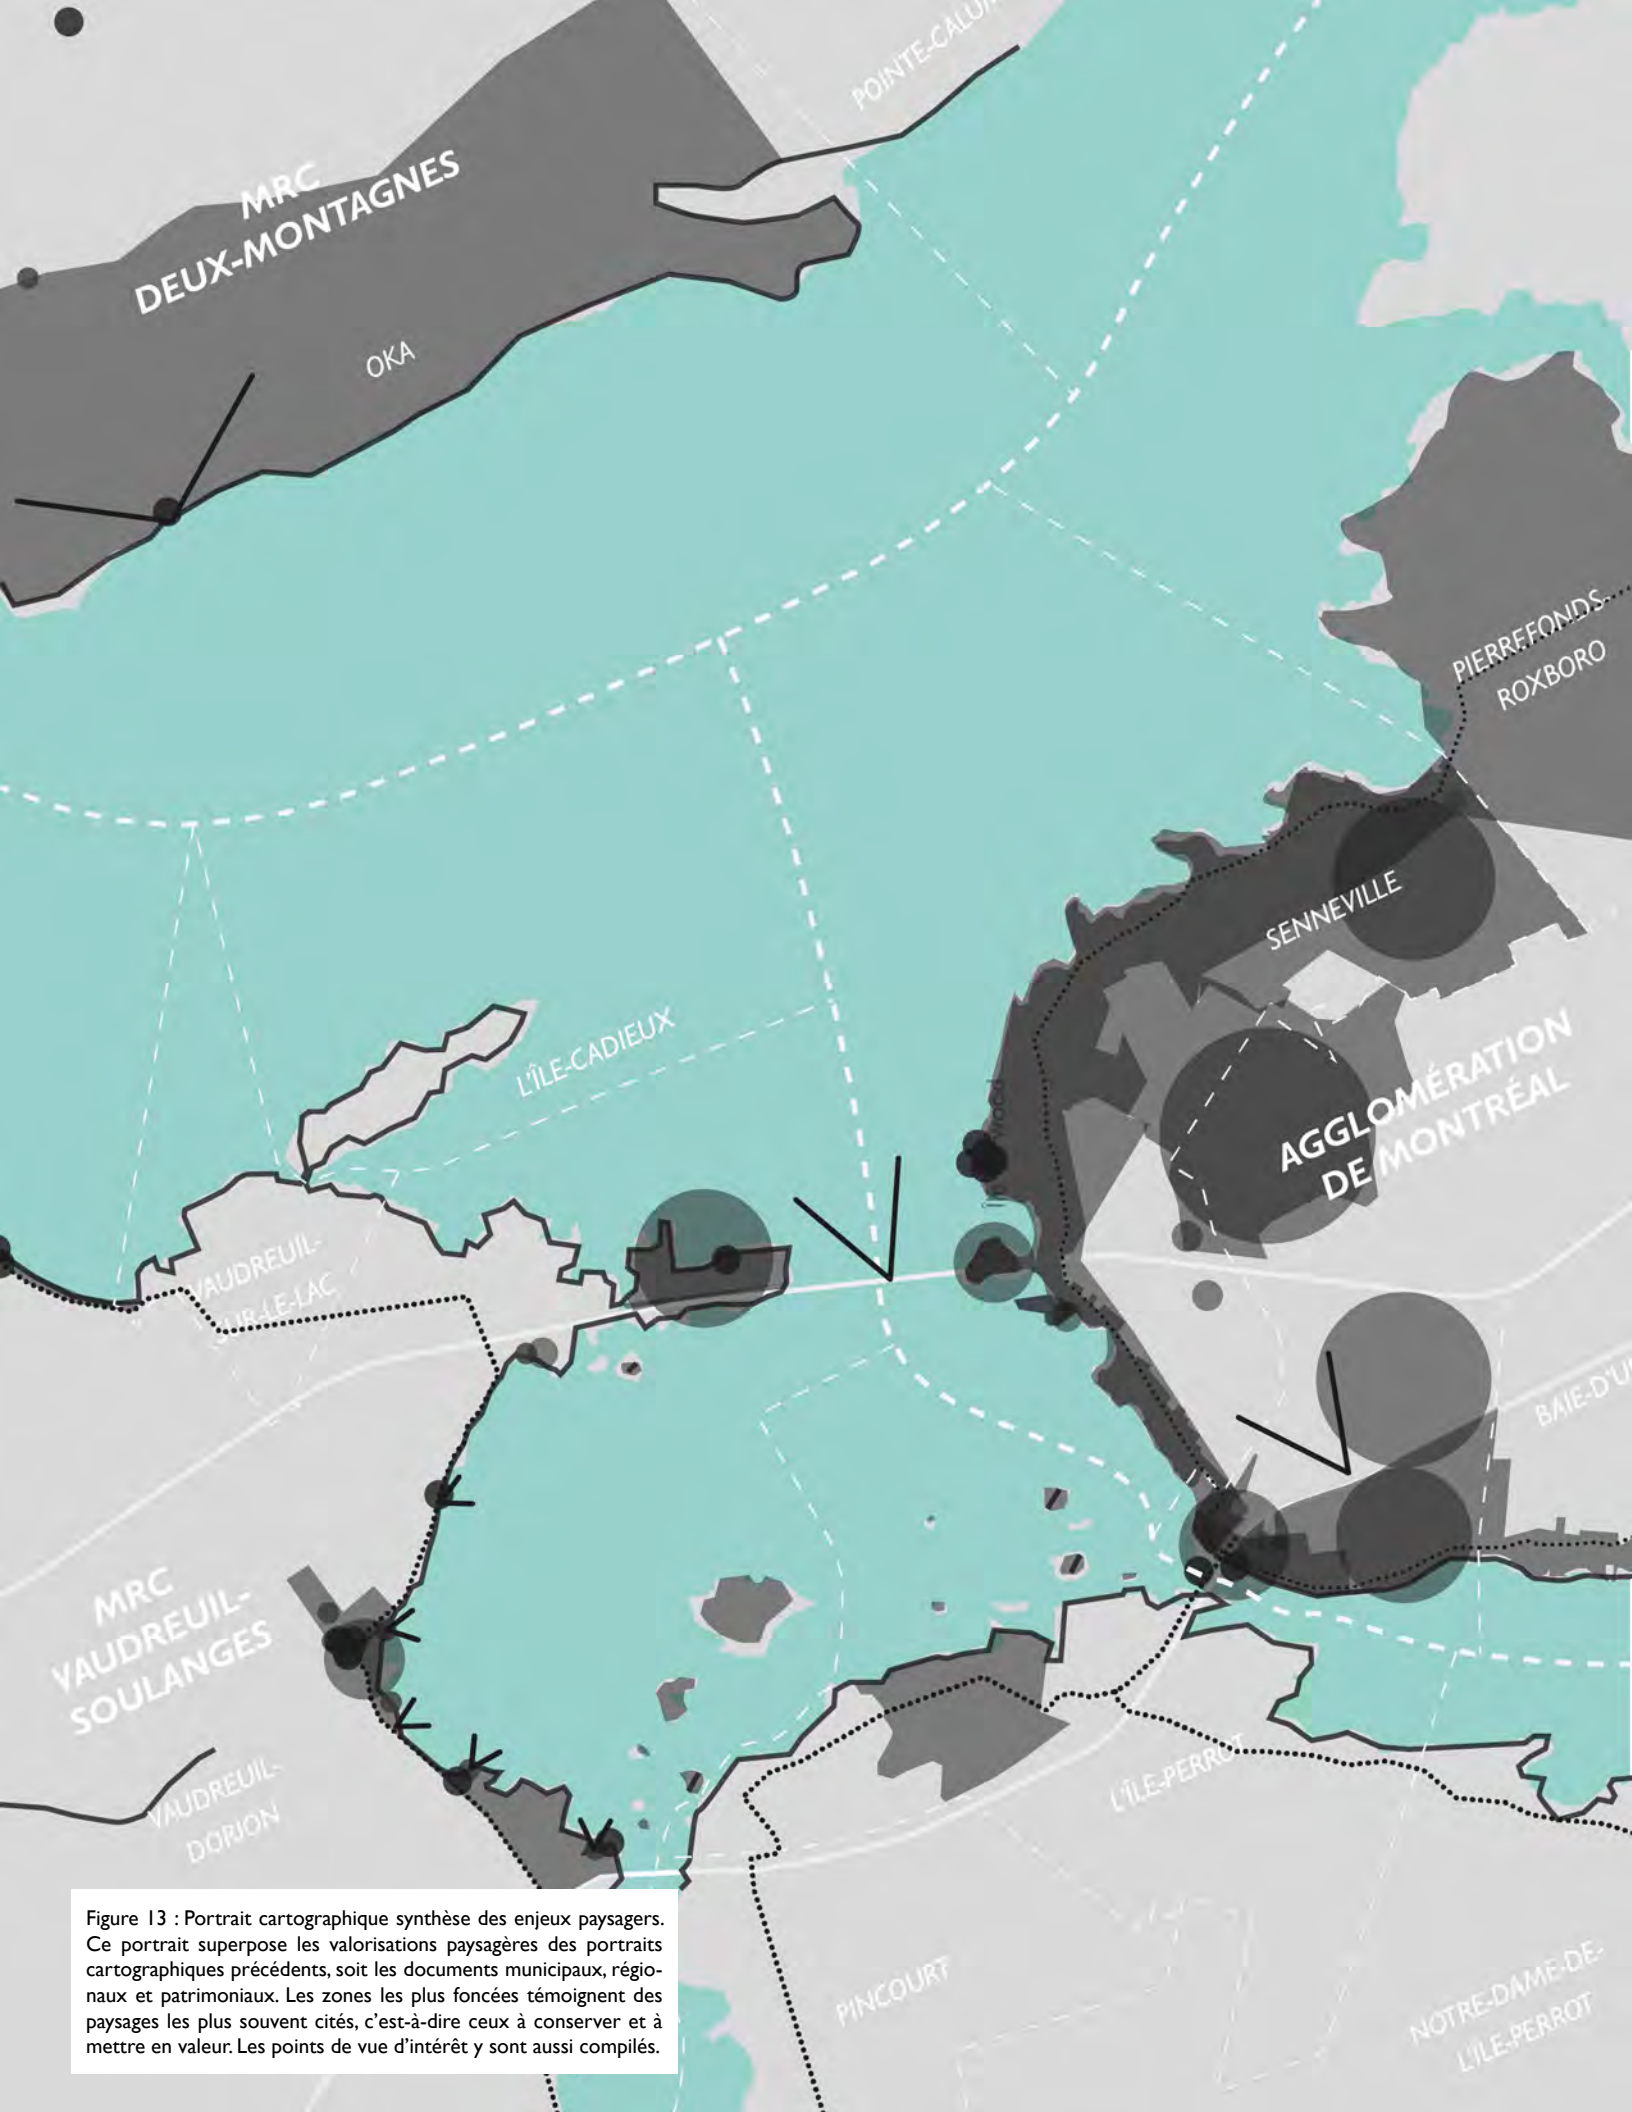 POINTE-CALUM
MRC
DEUX-MONTAGNES
OKA
PIERREFONDS-
ROXBORO
SENNEVILLE
L'ÎLE-CADIEUX
AGGLOMÉRATION
DE MONTRÉAL
VAUDREUIL-
SUR-LE-LAC
BAIE-D'U
MRC
VAUDREUIL-
SOULANGES
L'ÎLE-PERROT
VAUDREUIL-
DORION
PINCOURT
NOTRE-DAME-DE-
L'ÎLE-PERROT
Figure 13 : Portrait cartographique synthèse des enjeux paysagers.
Ce portrait superpose les valorisations paysagères des portraits
cartographiques précédents, soit les documents municipaux, régio-
naux et patrimoniaux. Les zones les plus foncées témoignent des
paysages les plus souvent cités, c'est-à-dire ceux à conserver et à
mettre en valeur. Les points de vue d'intérêt y sont aussi compilés.